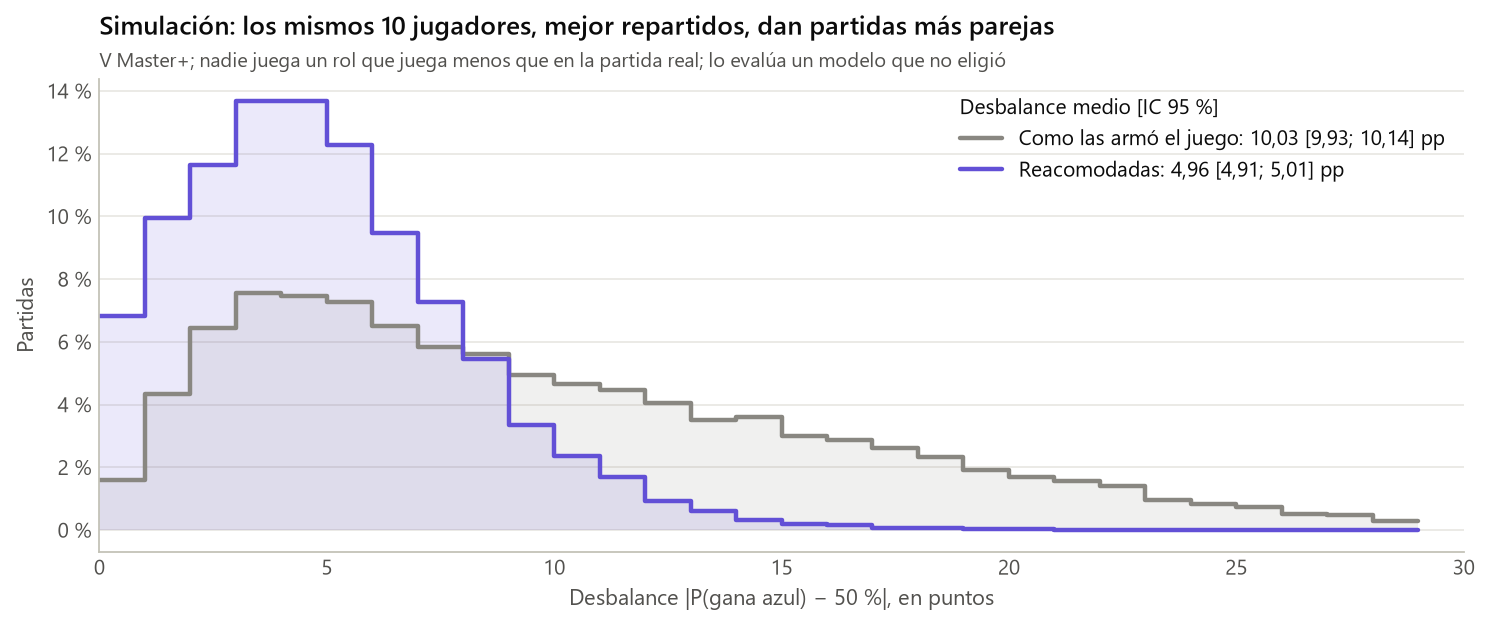 Simulación: los mismos 10 jugadores, mejor repartidos, dan partidas más parejas
V Master+; nadie juega un rol que juega menos que en la partida real; lo evalúa un modelo que no eligió
14 %
12 %
10 %
8 %
6 %
4 %
2 %
0 %
Partidas
Desbalance medio [IC 95 %]
Como las armó el juego: 10,03 [9,93; 10,14] pp
Reacomodadas: 4,96 [4,91; 5,01] pp
0 5 10 15 20 25 30
Desbalance |P(gana azul) − 50 %|, en puntos